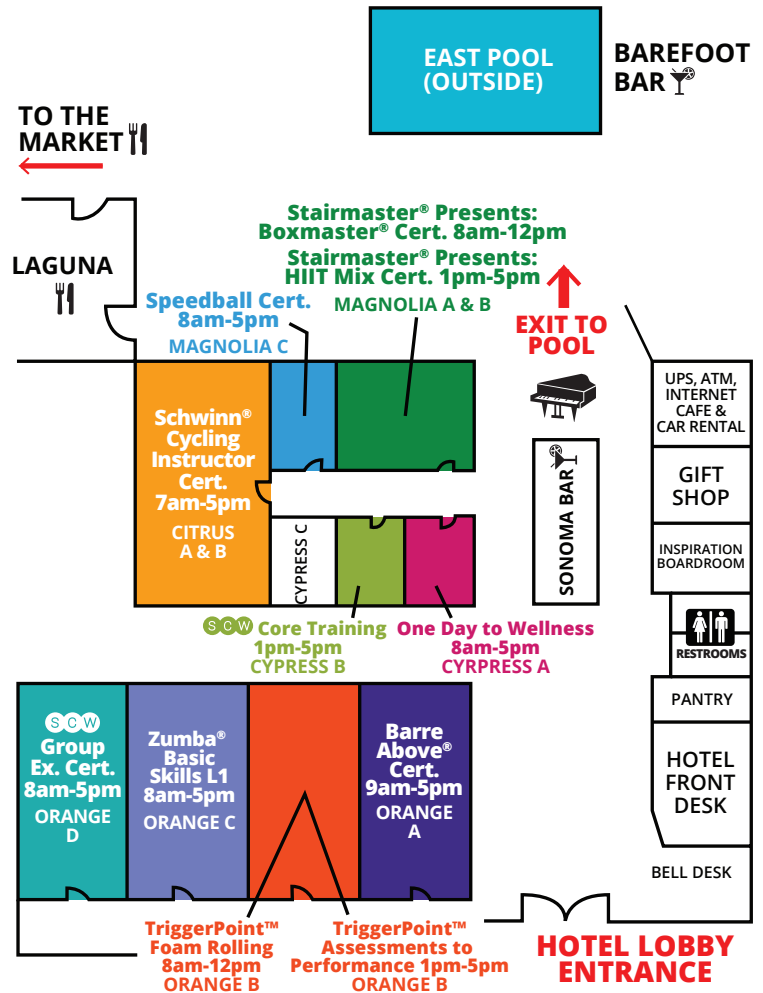 EAST POOL
(OUTSIDE)
BAREFOOT
BAR
TO THE
MARKET
LAGUNA
Stairmaster® Presents:
Boxmaster® Cert. 8am-12pm
Stairmaster® Presents:
HIIT Mix Cert. 1pm-5pm
MAGNOLIA A & B
EXIT TO
POOL
Speedball Cert.
8am-5pm
MAGNOLIA C
Schwinn®
Cycling
Instructor
Cert.
7am-5pm
CITRUS
A & B
CYPRESS C
SONOMA BAR
UPS, ATM,
INTERNET
CAFE &
CAR RENTAL
GIFT
SHOP
INSPIRATION
BOARDROOM
RESTROOMS
PANTRY
HOTEL
FRONT
DESK
BELL DESK
SCW Core Training
1pm-5pm
CYPRESS B
One Day to Wellness
8am-5pm
CYRPRESS A
SCW
Group
Ex. Cert.
8am-5pm
ORANGE
D
Zumba®
Basic
Skills L1
8am-5pm
ORANGE C
Barre
Above®
Cert.
9am-5pm
ORANGE
A
TriggerPoint™
Foam Rolling
8am-12pm
ORANGE B
TriggerPoint™
Assessments to
Performance 1pm-5pm
ORANGE B
HOTEL LOBBY
ENTRANCE